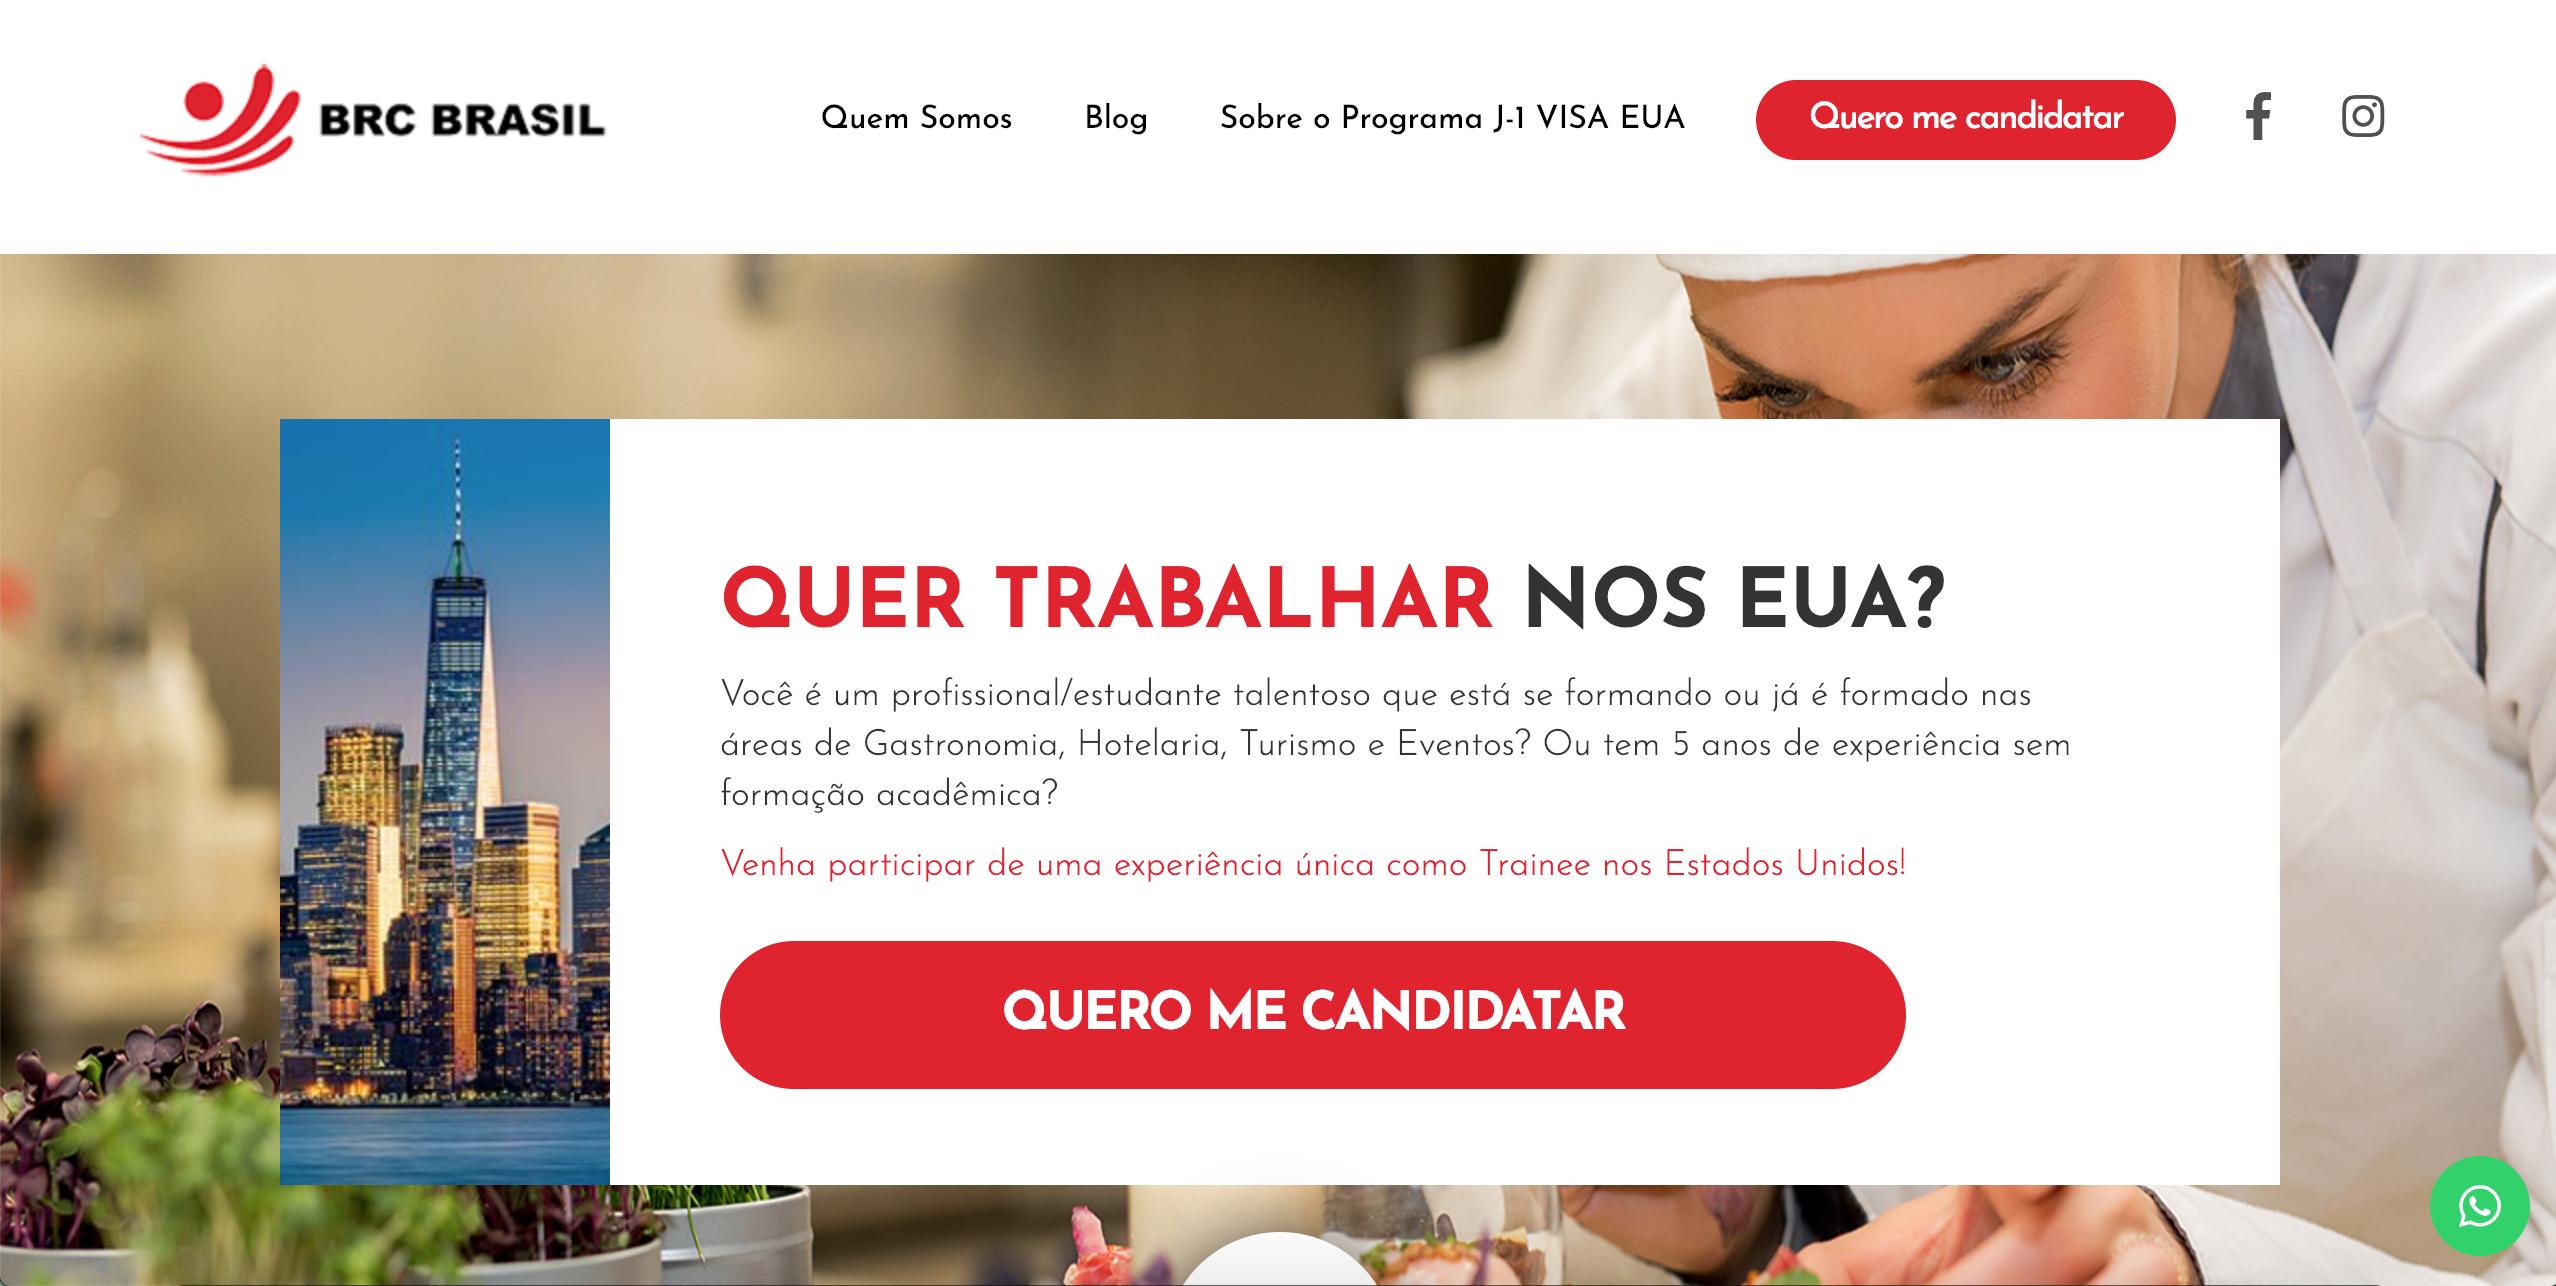 BRC BRASIL
Quem Somos
Blog
Sobre o Programa J-1 VISA EUA
Quero me candidatar
QUER TRABALHAR NOS EUA?
Você é um profissional/estudante talentoso que está se formando ou já é formado nas
áreas de Gastronomia, Hotelaria, Turismo e Eventos? Ou tem 5 anos de experiência sem
formação acadêmica?
Venha participar de uma experiência única como Trainee nos Estados Unidos!
QUERO ME CANDIDATAR